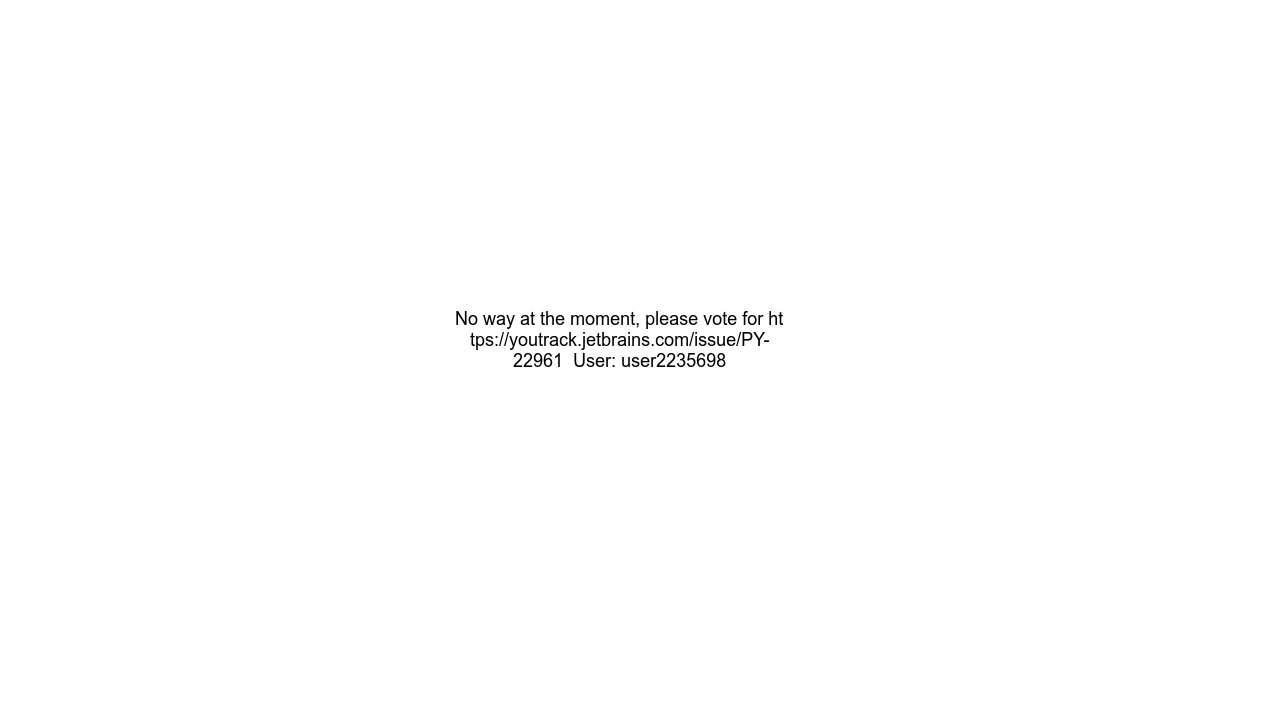 No way at the moment, please vote for ht
tps://youtrack.jetbrains.com/issue/PY-
22961  User: user2235698